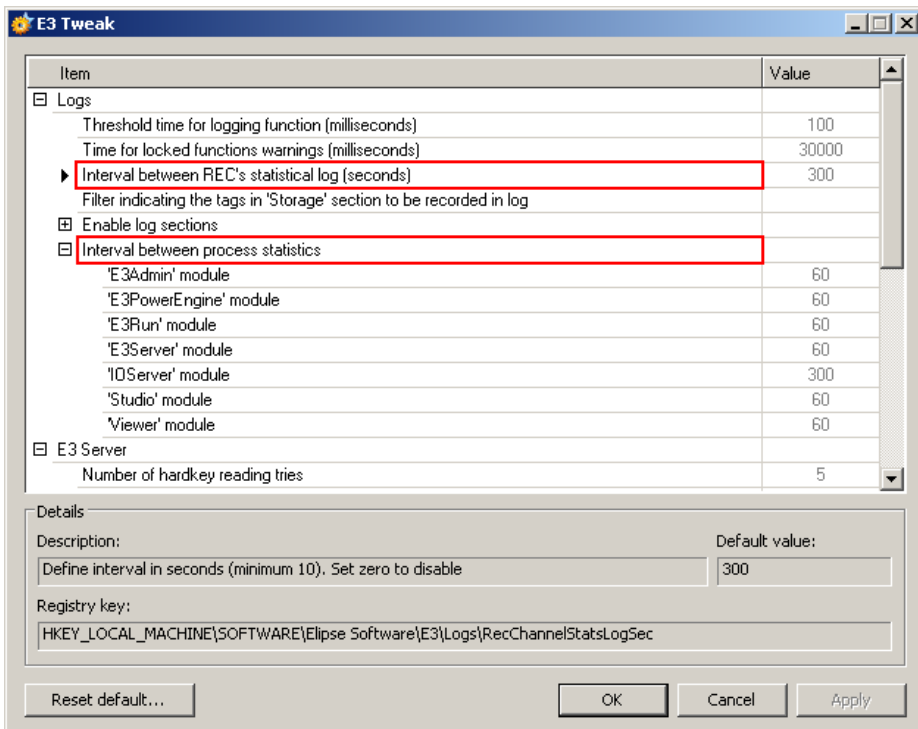 E3 Tweak
Item Value
Logs
Threshold time for logging function (milliseconds) 100
Time for locked functions warnings (milliseconds) 30000
Interval between REC's statistical log (seconds) 300
Filter indicating the tags in 'Storage' section to be recorded in log
Enable log sections
Interval between process statistics
'E3Admin' module 60
'E3PowerEngine' module 60
'E3Run' module 60
'E3Server' module 60
'IOServer' module 300
'Studio' module 60
'Viewer' module 60
E3 Server
Number of hardkey reading tries 5
Details
Description: Default value:
Define interval in seconds (minimum 10). Set zero to disable 300
Registry key:
HKEY_LOCAL_MACHINE\SOFTWARE\Elipse Software\E3\Logs\RecChannelStatsLogSec
Reset default... OK Cancel Apply